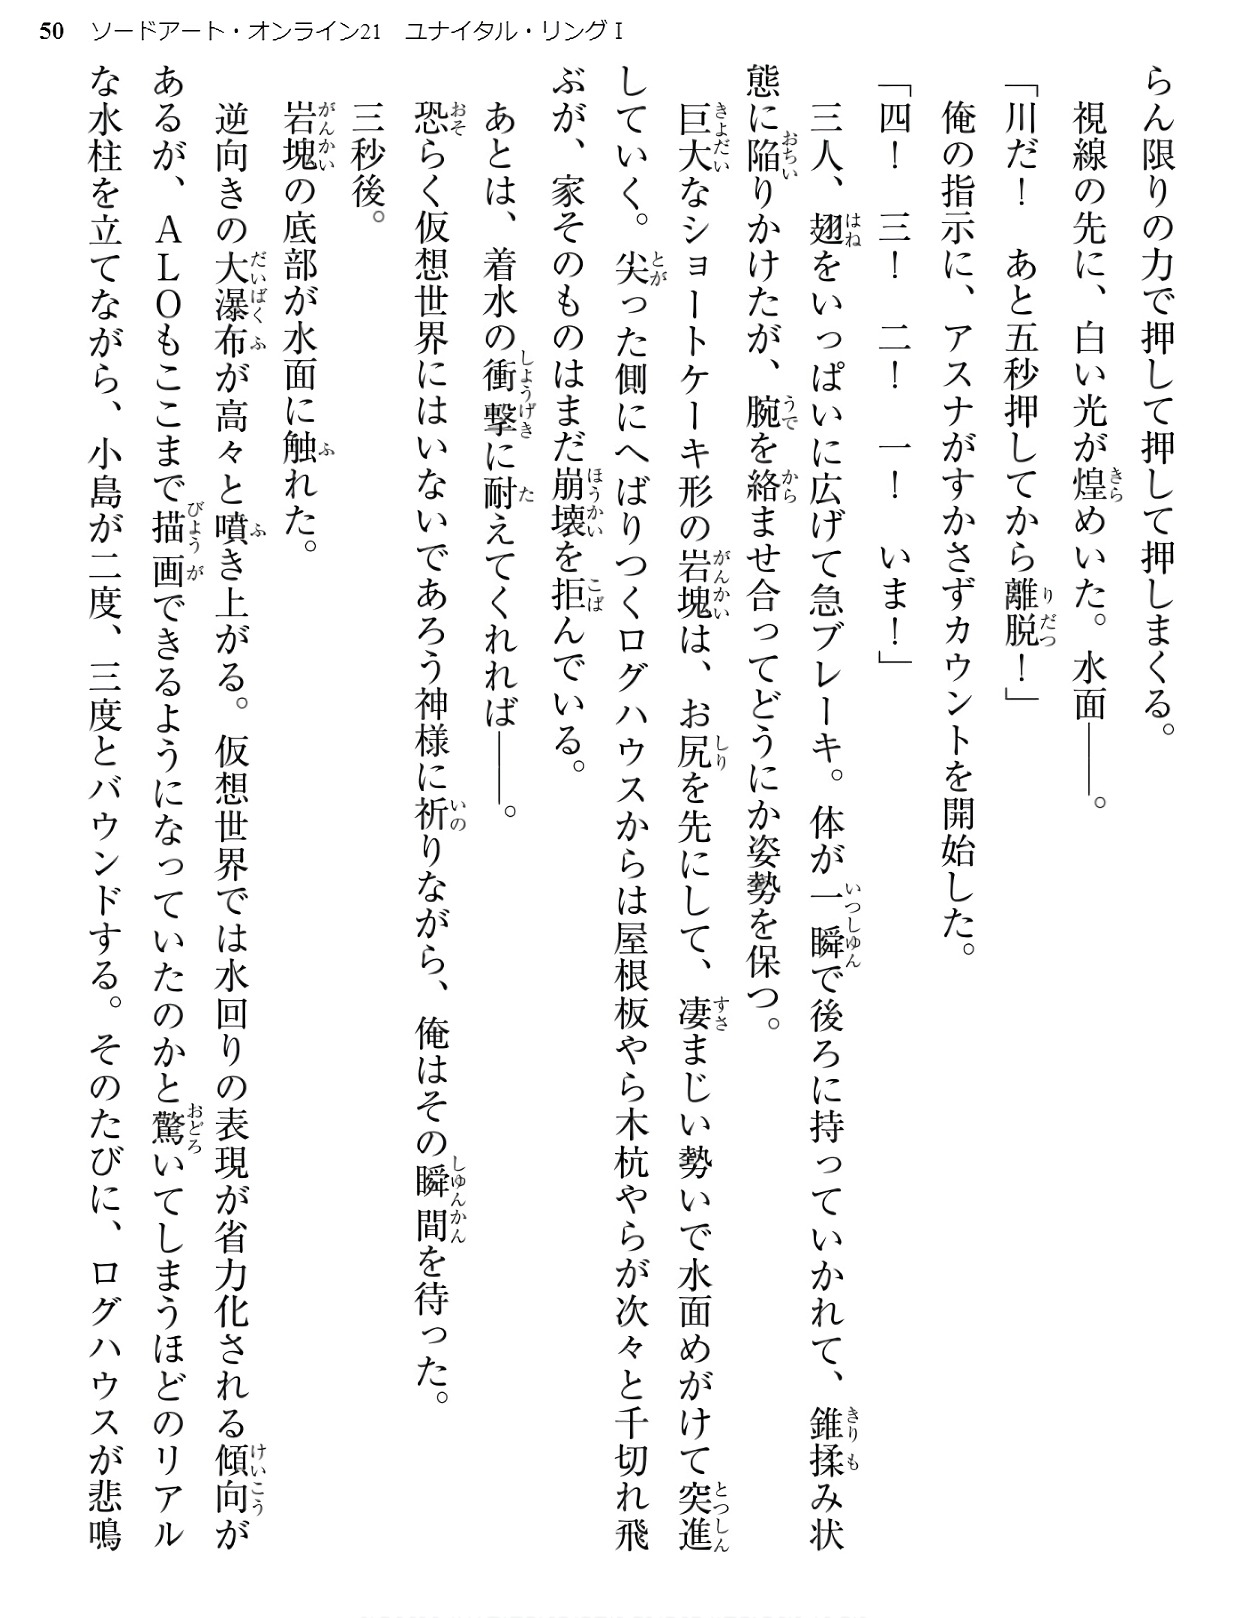 50 ソードアート・オンライン21 ユナイタル・リングⅠ
らん限りの力で押して押しまくる。
視線の先に、白い光が煌めいた。水面――。
「川だ！ あと五秒押してから離脱！」
俺の指示に、アスナがすかさずカウントを開始した。
「四！ 三！ 二！ 一！ いま！」
三人、翅をいっぱいに広げて急ブレーキ。体が一瞬で後ろに持っていかれて、錐揉み状
態に陥りかけたが、腕を絡ませ合ってどうにか姿勢を保つ。
巨大なショートケーキ形の岩塊は、お尻を先にして、凄まじい勢いで水面めがけて突進
していく。尖った側にへばりつくログハウスからは屋根板やら木杭やらが次々と千切れ飛
ぶが、家そのものはまだ崩壊を拒んでいる。
あとは、着水の衝撃に耐えてくれれば――。
恐らく仮想世界にはいないであろう神様に祈りながら、俺はその瞬間を待った。
三秒後。
岩塊の底部が水面に触れた。
逆向きの大瀑布が高々と噴き上がる。仮想世界では水回りの表現が省力化される傾向が
あるが、ＡＬＯもここまで描画できるようになっていたのかと驚いてしまうほどのリアル
な水柱を立てながら、小島が二度、三度とバウンドする。そのたびに、ログハウスが悲鳴